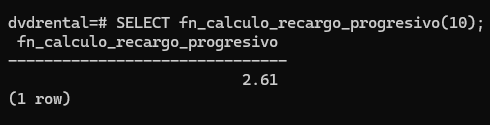 dvdrental=# SELECT fn_calculo_recargo_progresivo(10);
 fn_calculo_recargo_progresivo
-------------------------------
                          2.61
(1 row)